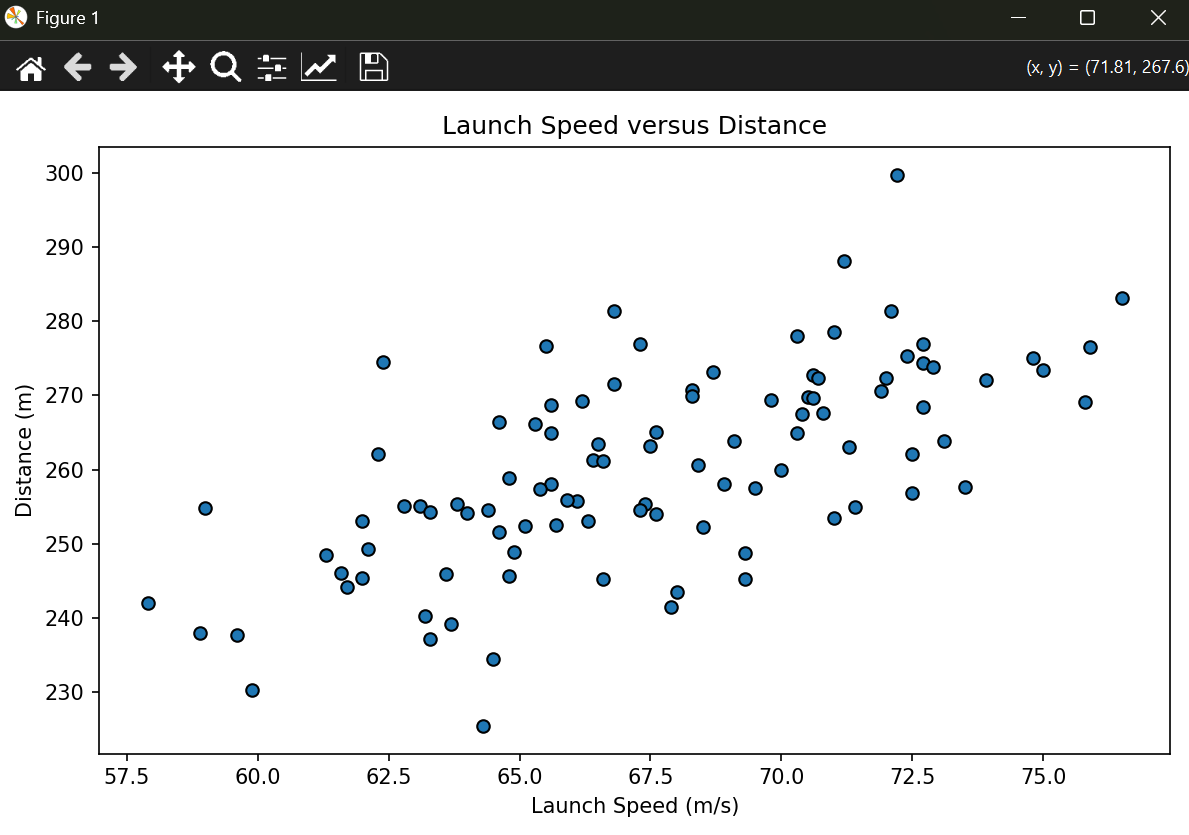 Figure 1
(x, y) = (71.81, 267.6)
Launch Speed versus Distance
300
290
280
270
260
250
240
230
Distance (m)
57.5 60.0 62.5 65.0 67.5 70.0 72.5 75.0
Launch Speed (m/s)